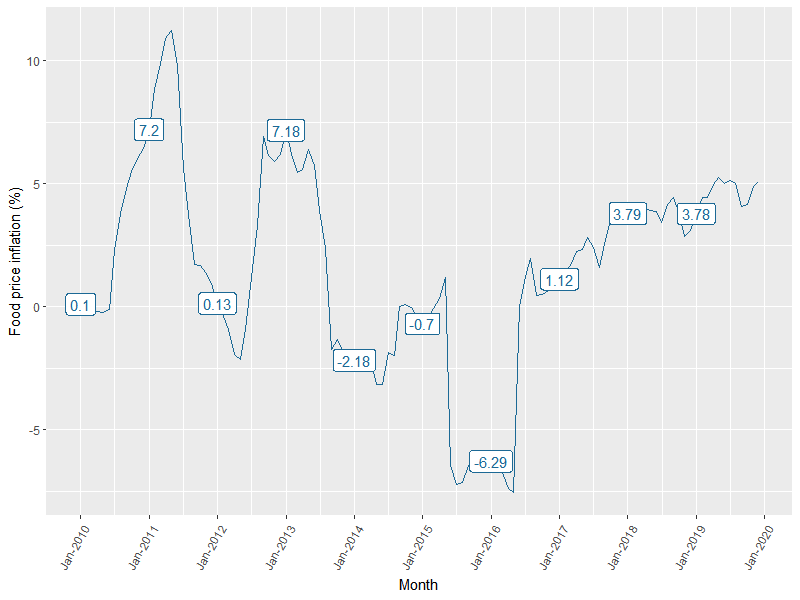 Food price inflation (%)
10
5
0
-5
0.1
7.2
0.13
7.18
-2.18
-0.7
-6.29
1.12
3.79
3.78
Jan-2010
Jan-2011
Jan-2012
Jan-2013
Jan-2014
Jan-2015
Jan-2016
Jan-2017
Jan-2018
Jan-2019
Jan-2020
Month